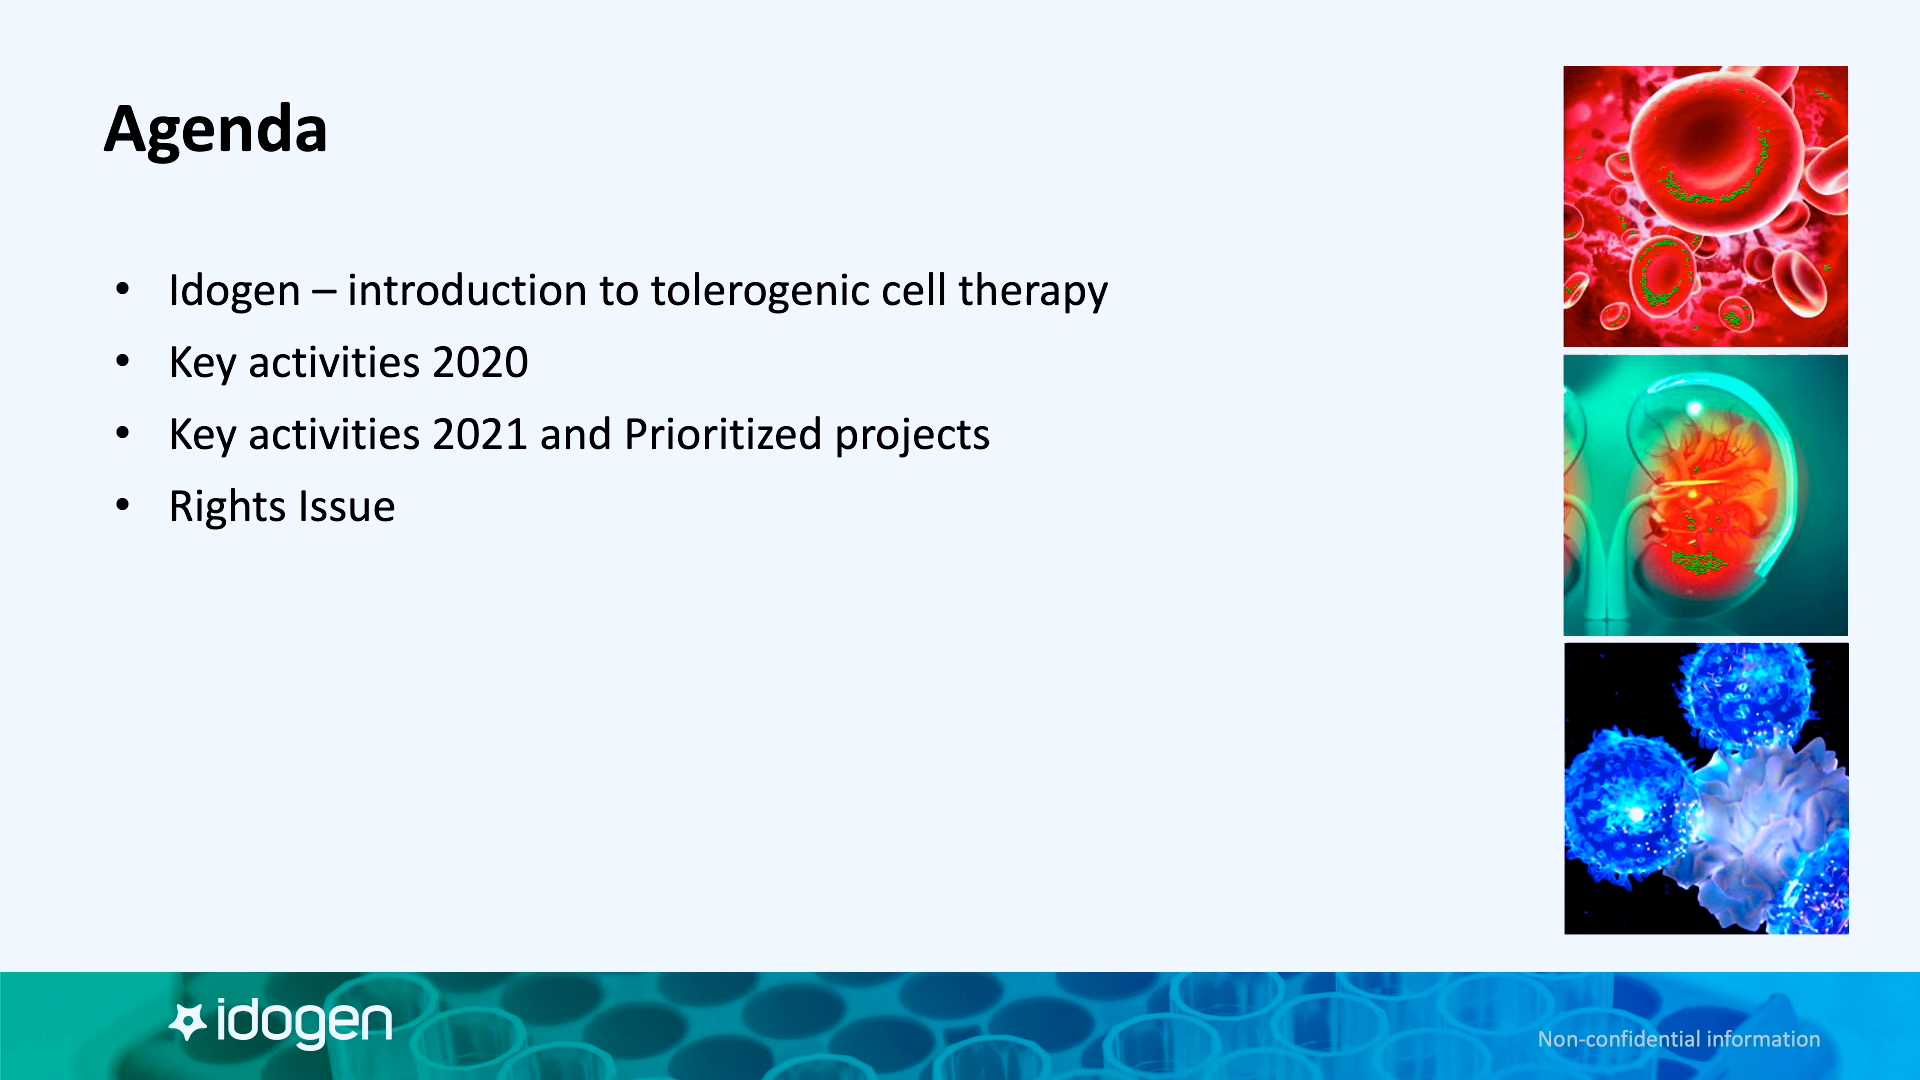 Agenda
• Idogen – introduction to tolerogenic cell therapy
• Key activities 2020
• Key activities 2021 and Prioritized projects
• Rights Issue
idogen
Non-confidential information